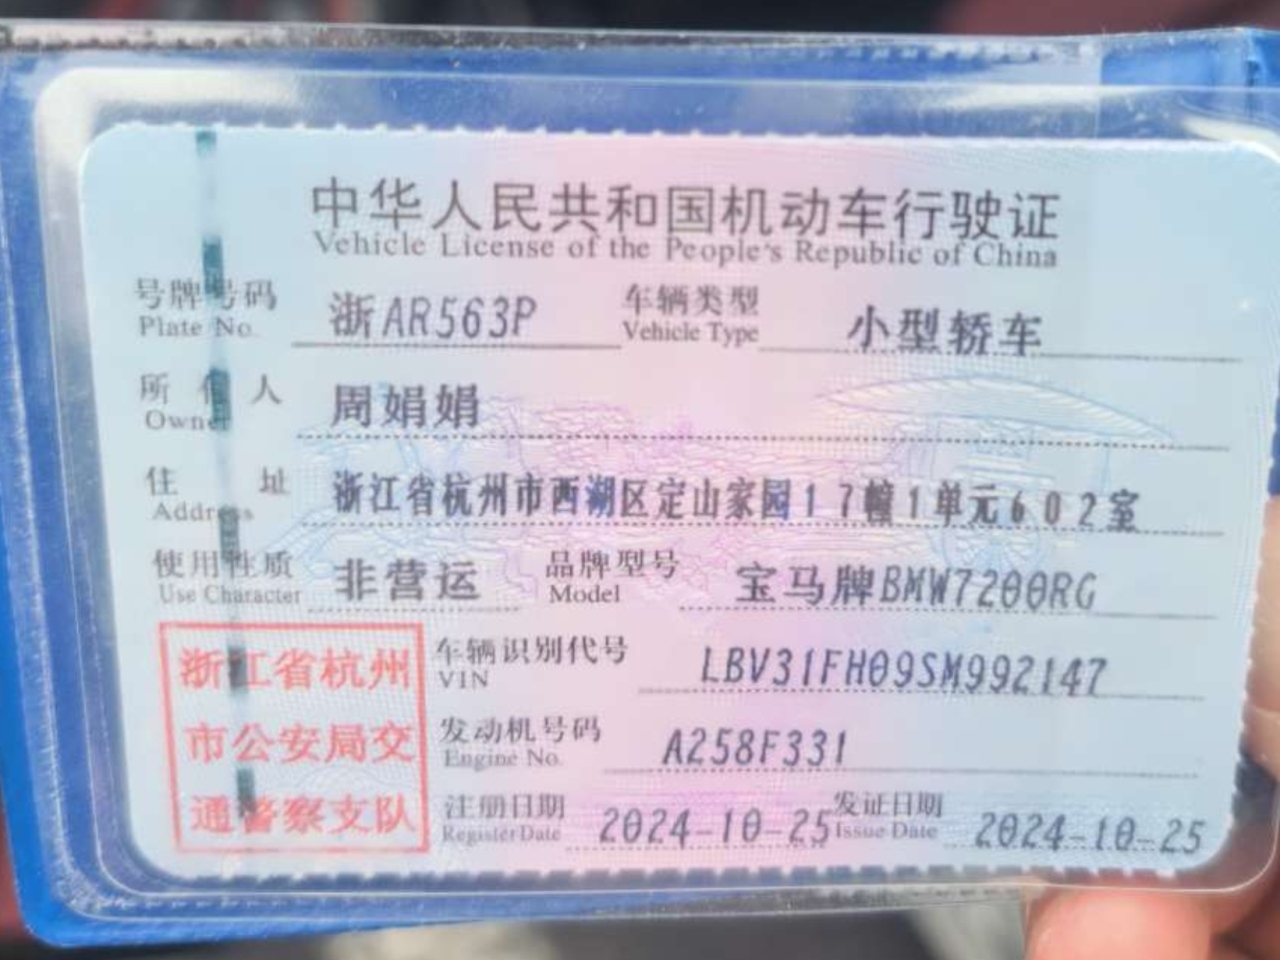 中华人民共和国机动车行驶证
Vehicle License of the People's Republic of China
号牌号码 浙AR563P 车辆类型 小型轿车
Plate No. Vehicle Type
所有人 周娟娟
Owner
住址 浙江省杭州市西湖区定山家园17幢1单元602室
Address
使用性质 非营运 品牌型号 宝马牌BMW7200RG
Use Character Model
浙江省杭州
市公安局交
通警察支队
车辆识别代号 LBV31FH09SM992147
VIN
发动机号码 A258F331
Engine No.
注册日期 2024-10-25 发证日期 2024-10-25
Register Date Issue Date